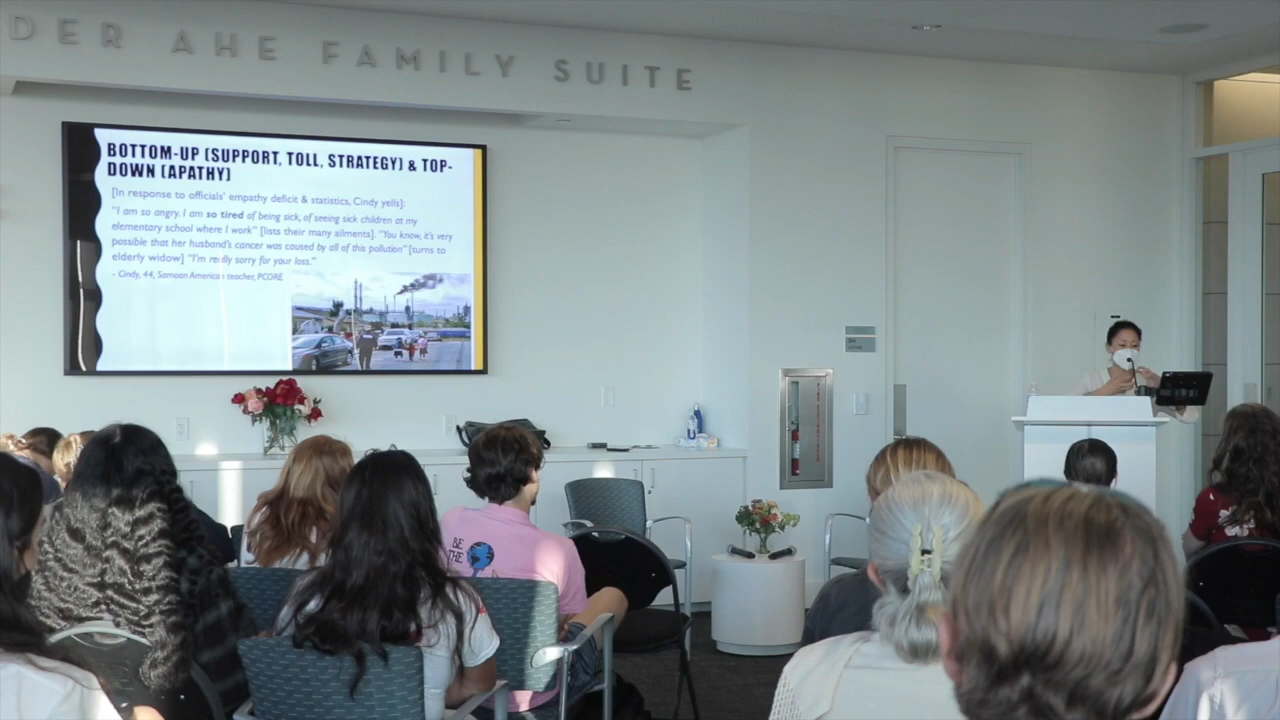 DER AHE FAMILY SUITE
BOTTOM-UP (SUPPORT, TOLL, STRATEGY) & TOP-
DOWN (APATHY)
[In response to officials' empathy deficit & statistics, Cindy yells]:
"I am so angry. I am so tired of being sick, of seeing sick children at my
elementary school where I work" [lists their many ailments]. "You know, it's very
possible that her husband's cancer was caused by all of this pollution" [turns to
elderly widow] "I'm really sorry for your loss."
- Cindy, 44, Samoan American teacher, PCORE
BE
THE
FIRE EXTINGUISHER